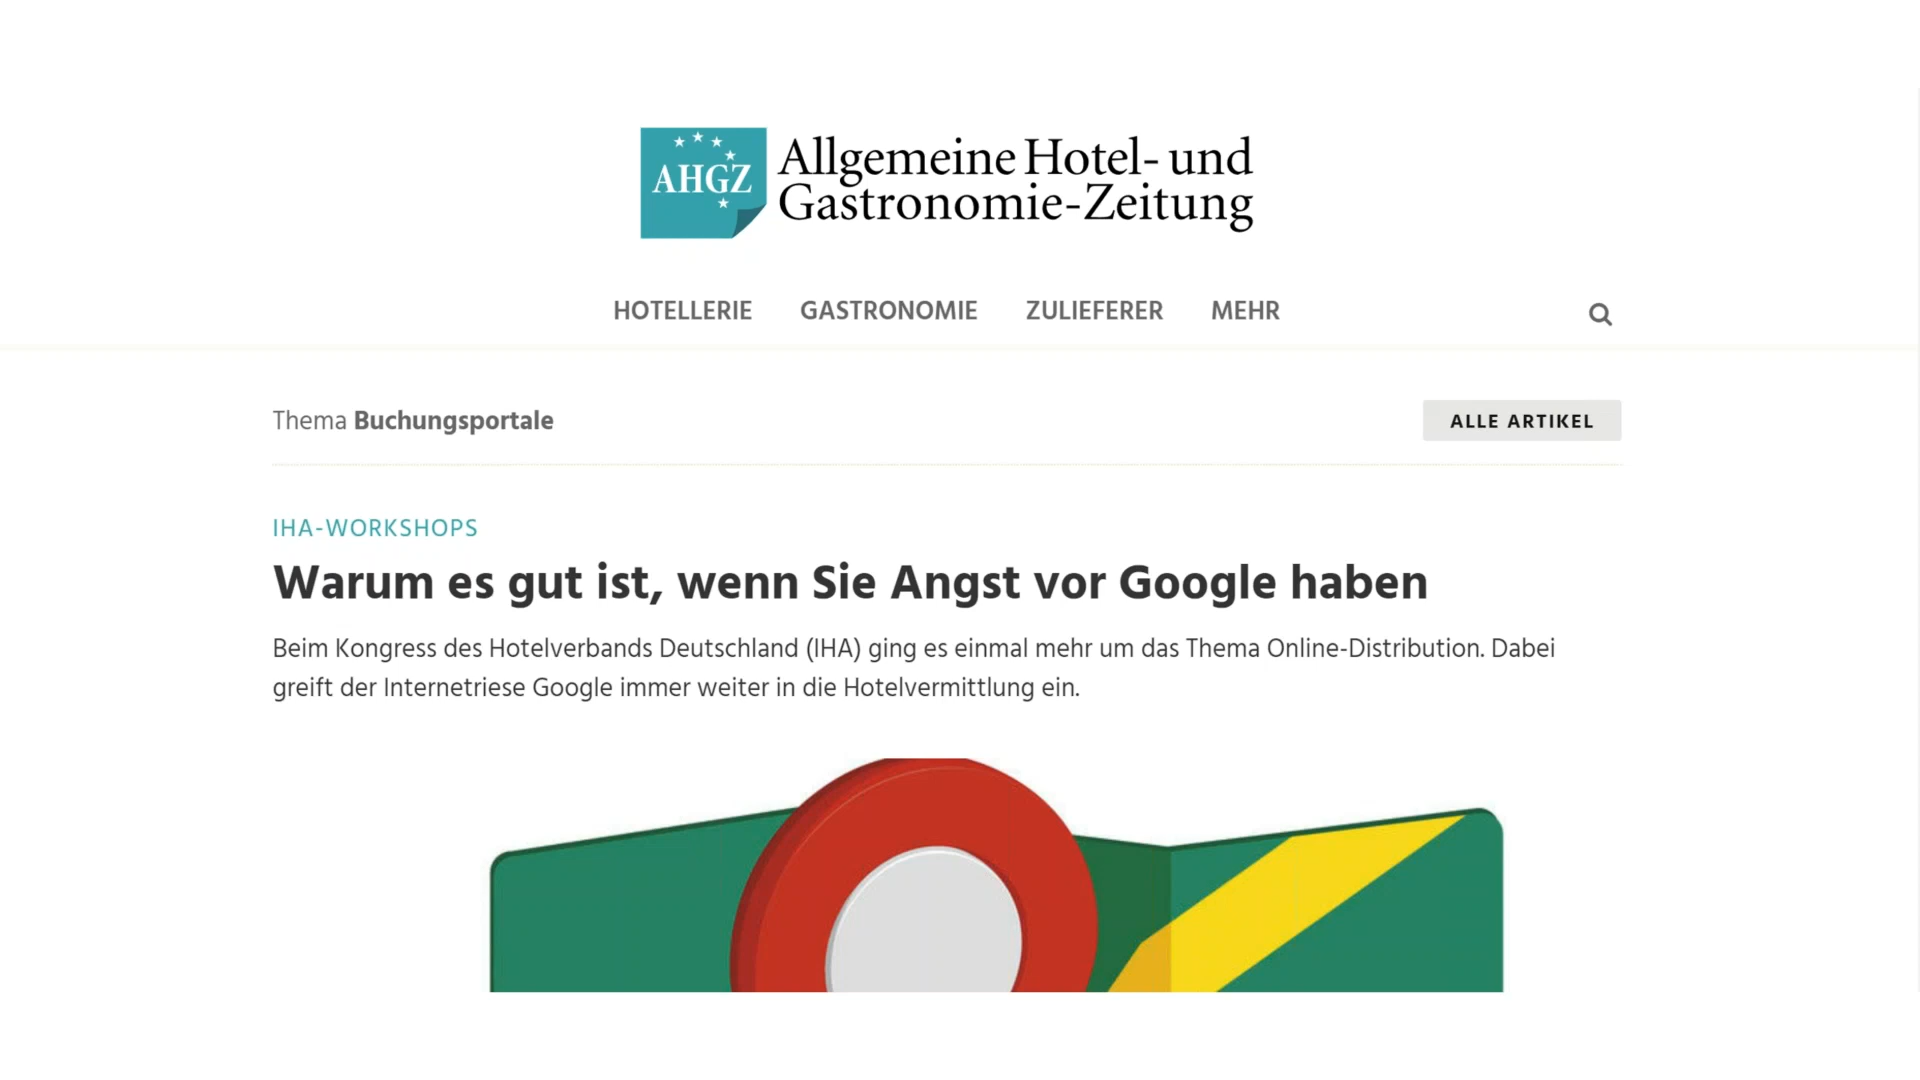 AHGZ
Allgemeine Hotel- und
Gastronomie-Zeitung
HOTELLERIE GASTRONOMIE ZULIEFERER MEHR
Thema Buchungsportale
ALLE ARTIKEL
IHA-WORKSHOPS
Warum es gut ist, wenn Sie Angst vor Google haben
Beim Kongress des Hotelverbands Deutschland (IHA) ging es einmal mehr um das Thema Online-Distribution. Dabei
greift der Internetriese Google immer weiter in die Hotelvermittlung ein.